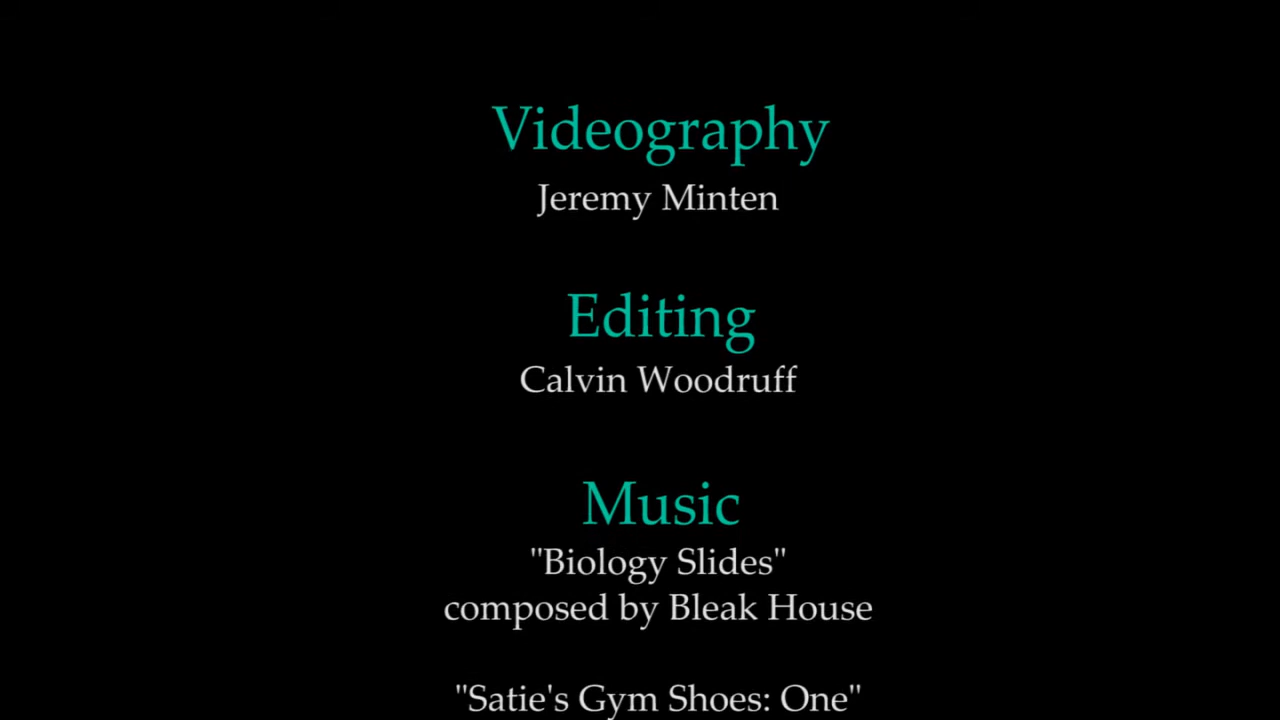 Videography
Jeremy Minten
Editing
Calvin Woodruff
Music
"Biology Slides"
composed by Bleak House
"Satie's Gym Shoes: One"